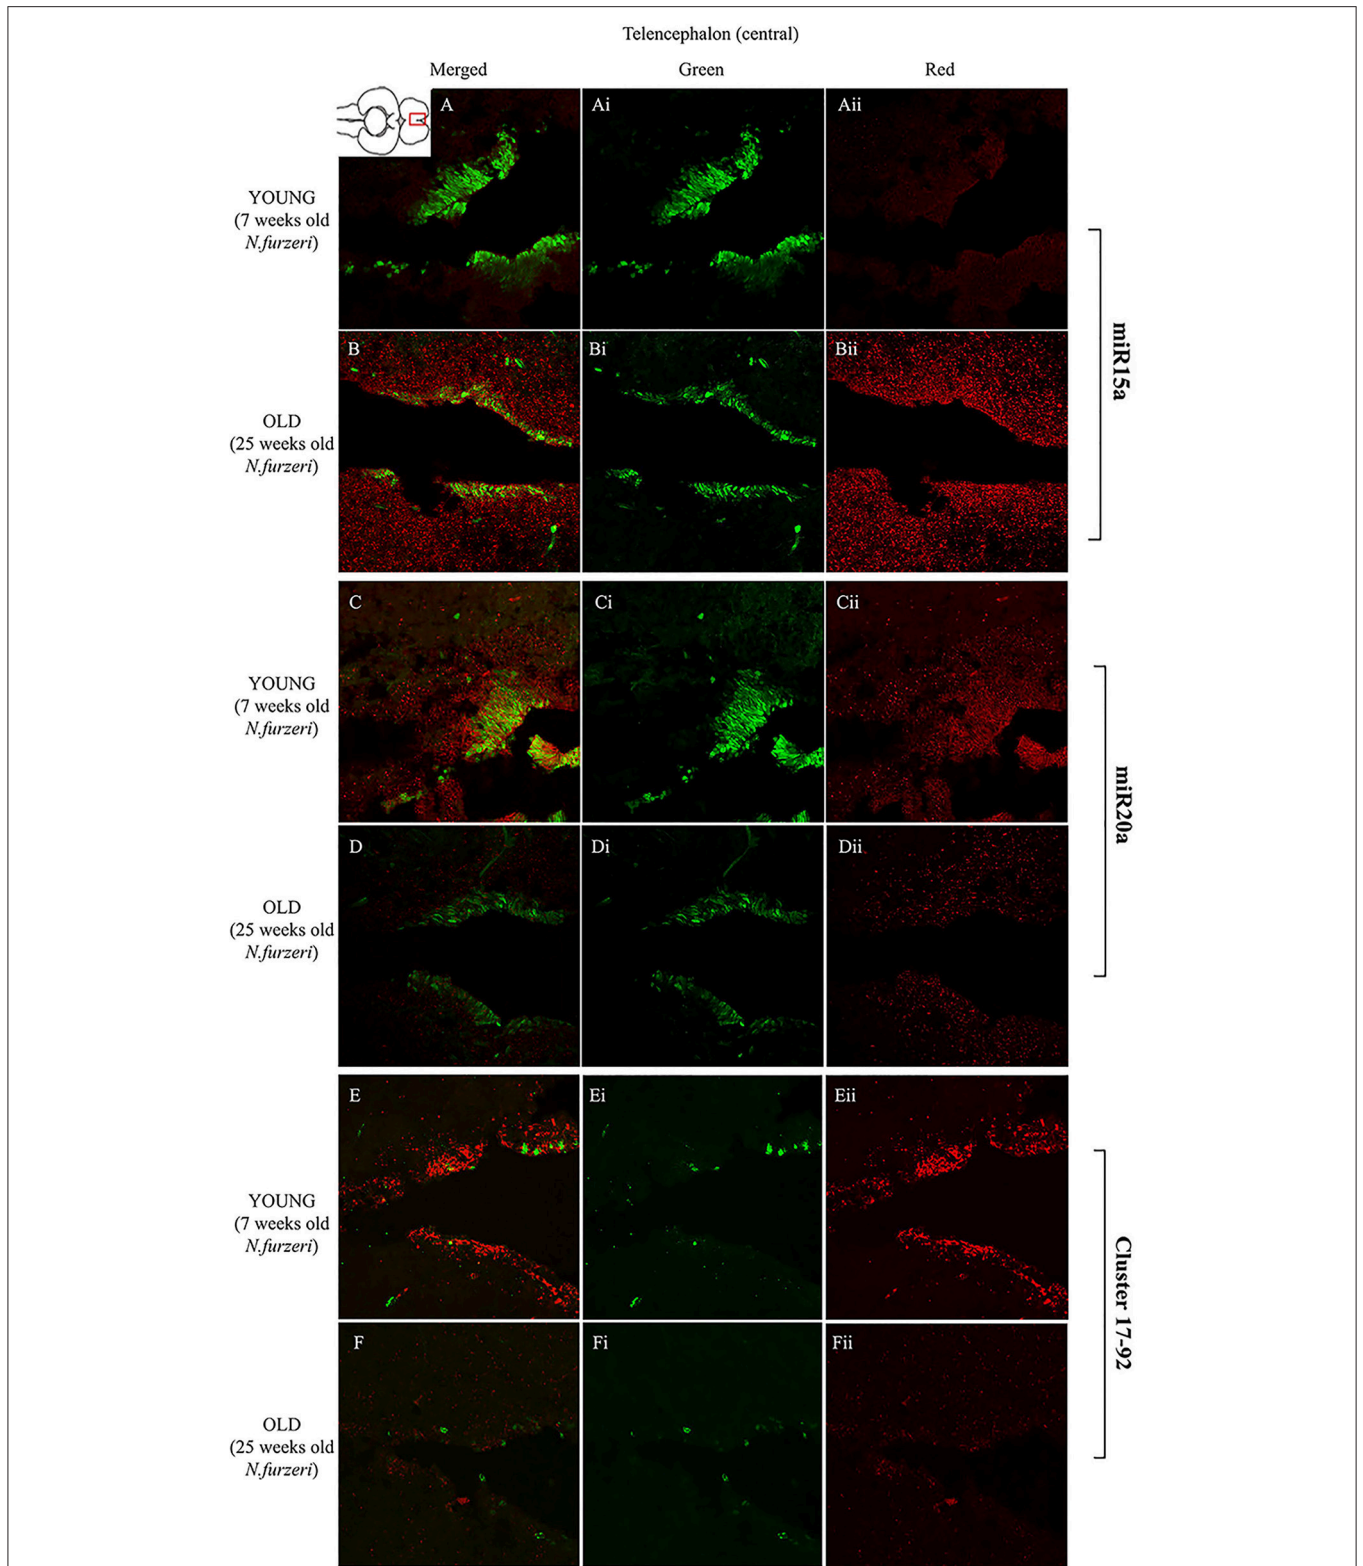 Telencephalon (central)
Merged
Green
Red
A
Ai
Aii
YOUNG
(7 weeks old
N.furzeri)
B
Bi
Bii
OLD
(25 weeks old
N.furzeri)
miR15a
C
Ci
Cii
YOUNG
(7 weeks old
N.furzeri)
D
Di
Dii
OLD
(25 weeks old
N.furzeri)
miR20a
E
Ei
Eii
YOUNG
(7 weeks old
N.furzeri)
F
Fi
Fii
OLD
(25 weeks old
N.furzeri)
Cluster 17-92